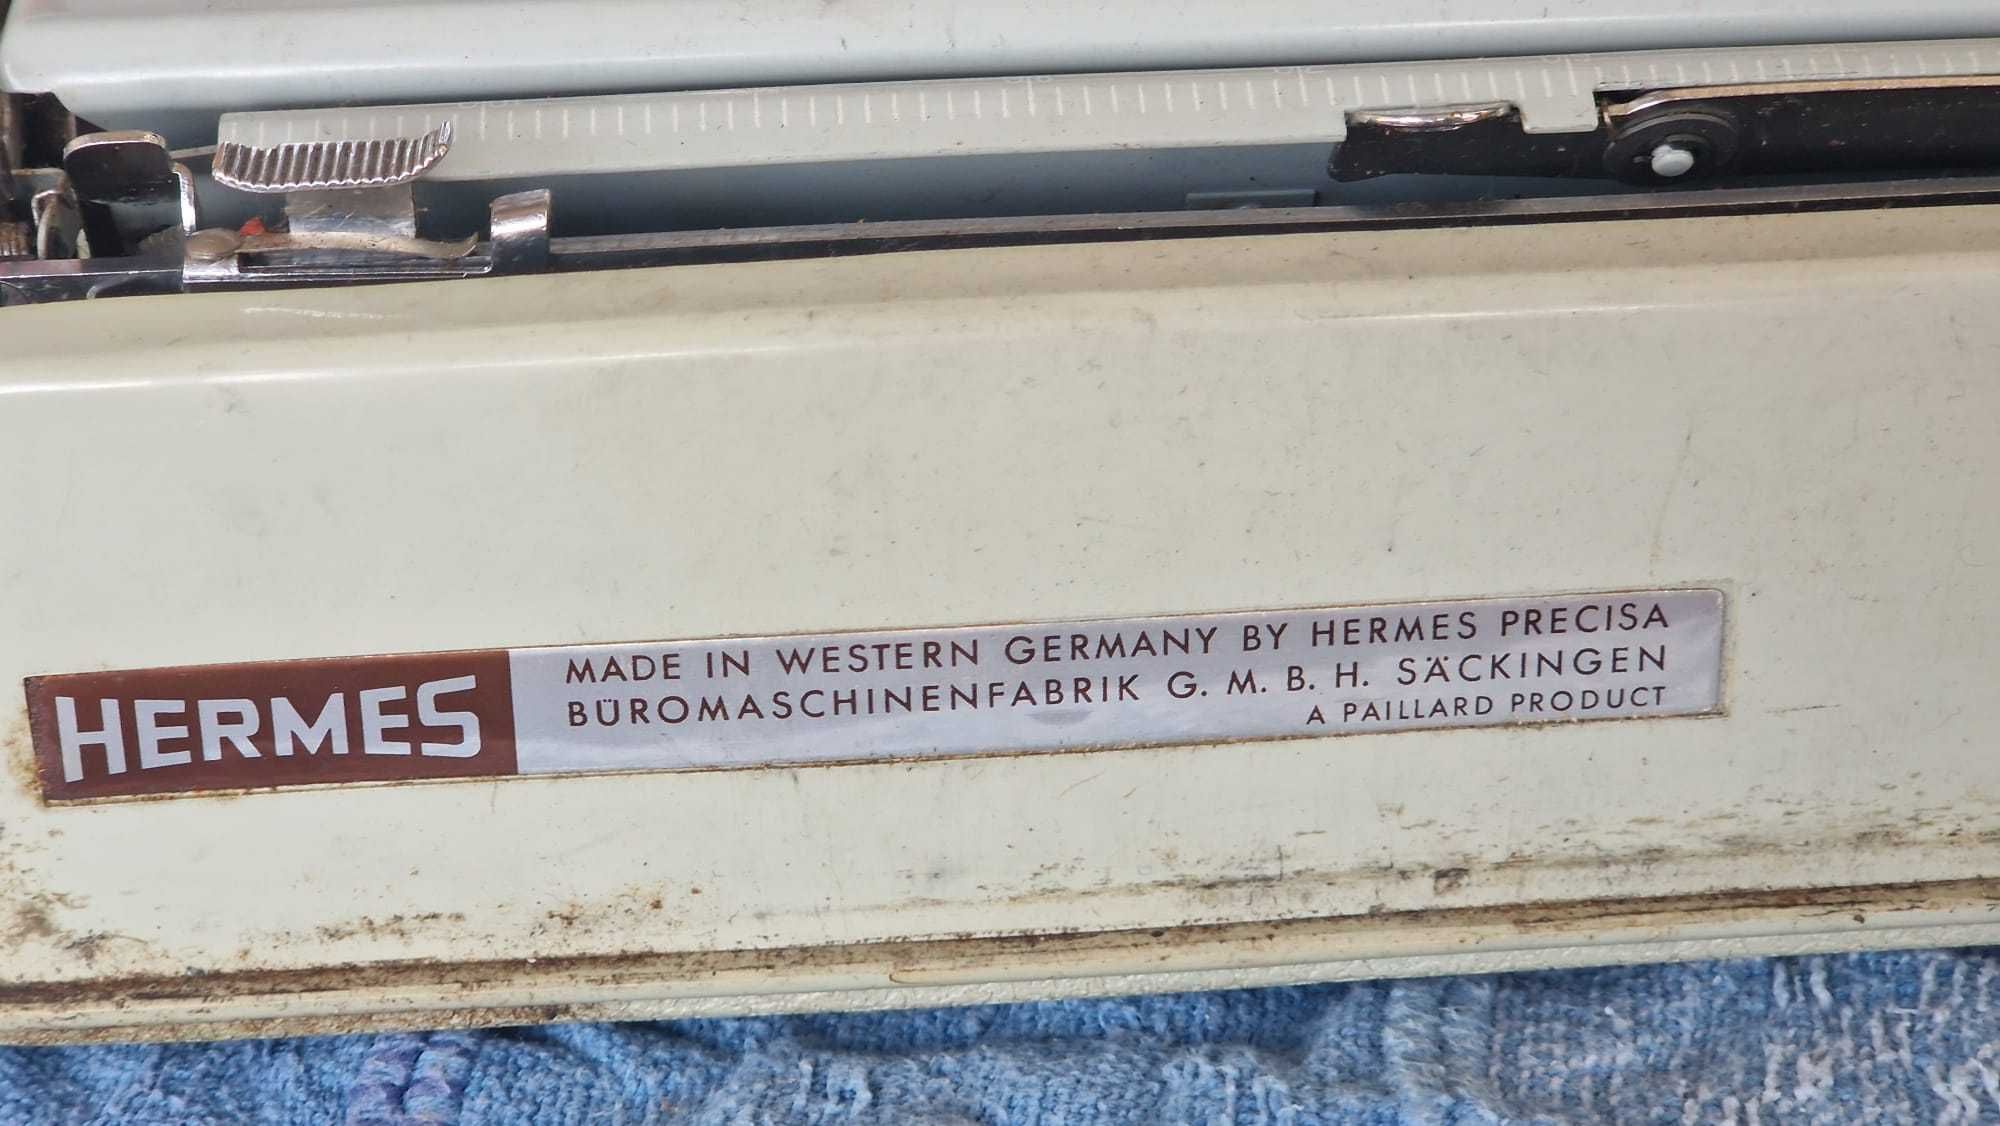 HERMES
MADE IN WESTERN GERMANY BY HERMES PRECISA
BÜROMASCHINENFABRIK G. M. B. H. SÄCKINGEN
A PAILLARD PRODUCT